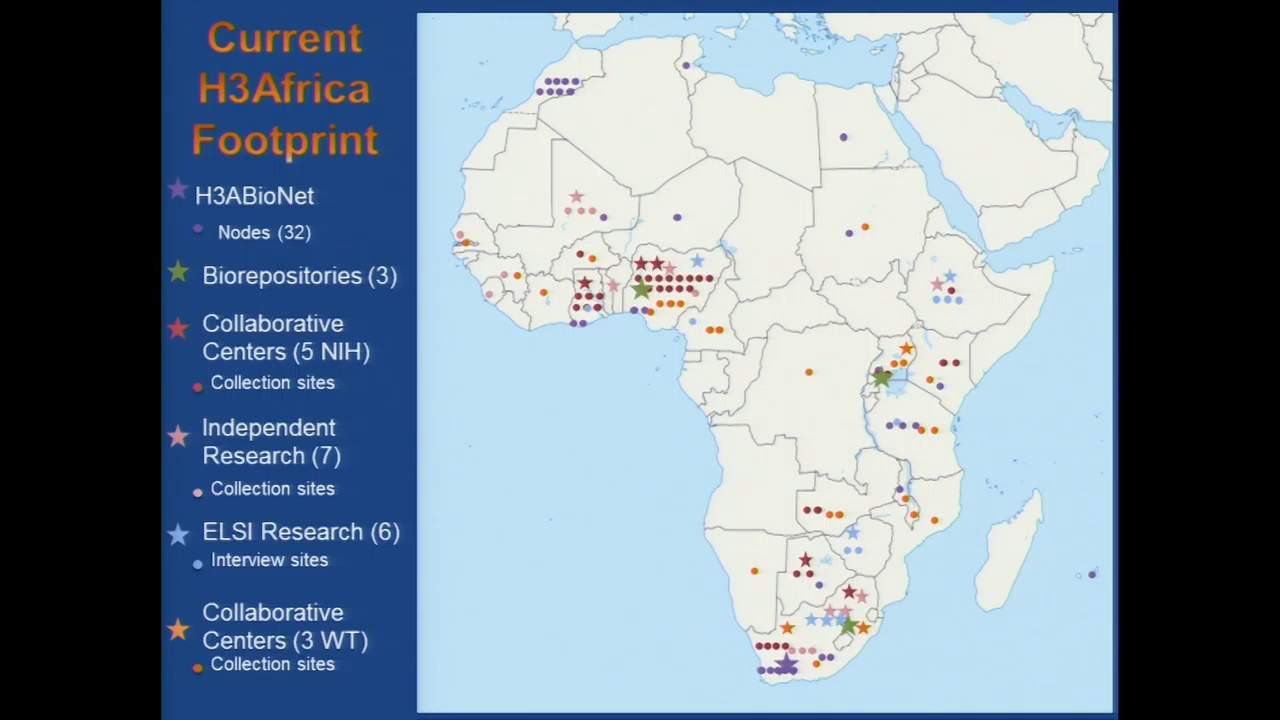 Current
H3Africa
Footprint
H3ABioNet
Nodes (32)
Biorepositories (3)
Collaborative
Centers (5 NIH)
Collection sites
Independent
Research (7)
Collection sites
ELSI Research (6)
Interview sites
Collaborative
Centers (3 WT)
Collection sites